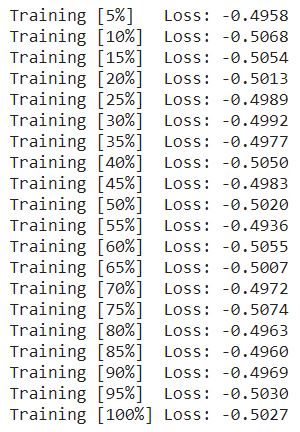 Training [5%]   Loss: -0.4958
Training [10%]  Loss: -0.5068
Training [15%]  Loss: -0.5054
Training [20%]  Loss: -0.5013
Training [25%]  Loss: -0.4989
Training [30%]  Loss: -0.4992
Training [35%]  Loss: -0.4977
Training [40%]  Loss: -0.5050
Training [45%]  Loss: -0.4983
Training [50%]  Loss: -0.5020
Training [55%]  Loss: -0.4936
Training [60%]  Loss: -0.5055
Training [65%]  Loss: -0.5007
Training [70%]  Loss: -0.4972
Training [75%]  Loss: -0.5074
Training [80%]  Loss: -0.4963
Training [85%]  Loss: -0.4960
Training [90%]  Loss: -0.4969
Training [95%]  Loss: -0.5030
Training [100%] Loss: -0.5027